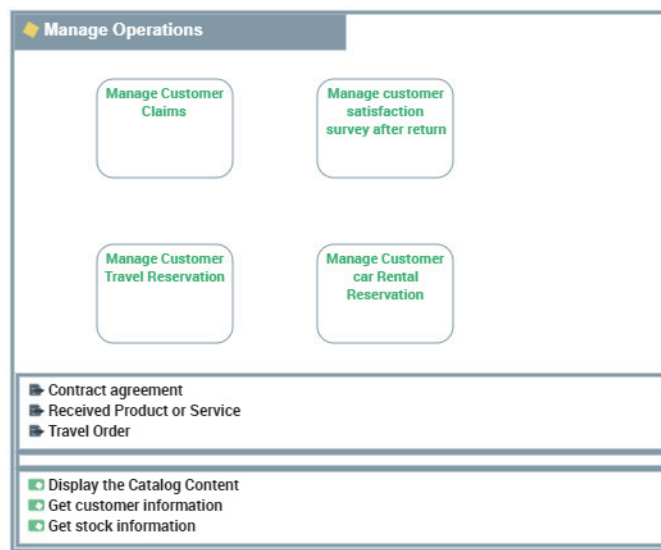 Manage Operations
Manage Customer
Claims
Manage customer
satisfaction
survey after return
Manage Customer
Travel Reservation
Manage Customer
car Rental
Reservation
Contract agreement
Received Product or Service
Travel Order
Display the Catalog Content
Get customer information
Get stock information